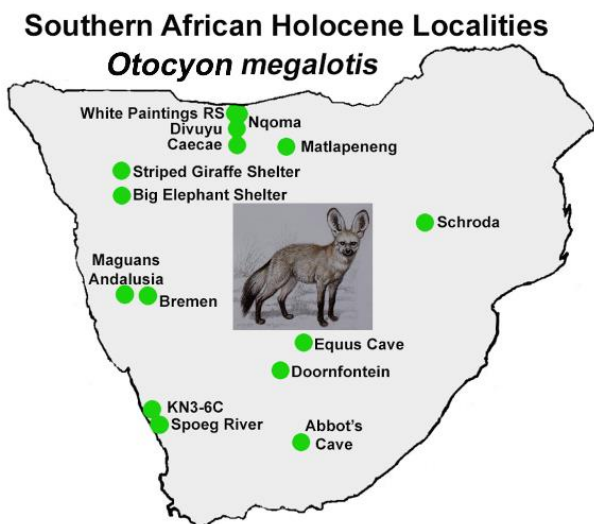 Southern African Holocene Localities
Otocyon megalotis
White Paintings RS
Nqoma
Divuyu
Caecae
Matlapeneng
Striped Giraffe Shelter
Big Elephant Shelter
Schroda
Maguans
Andalusia
Bremen
Equus Cave
Doornfontein
KN3-6C
Spoeg River
Abbot's
Cave